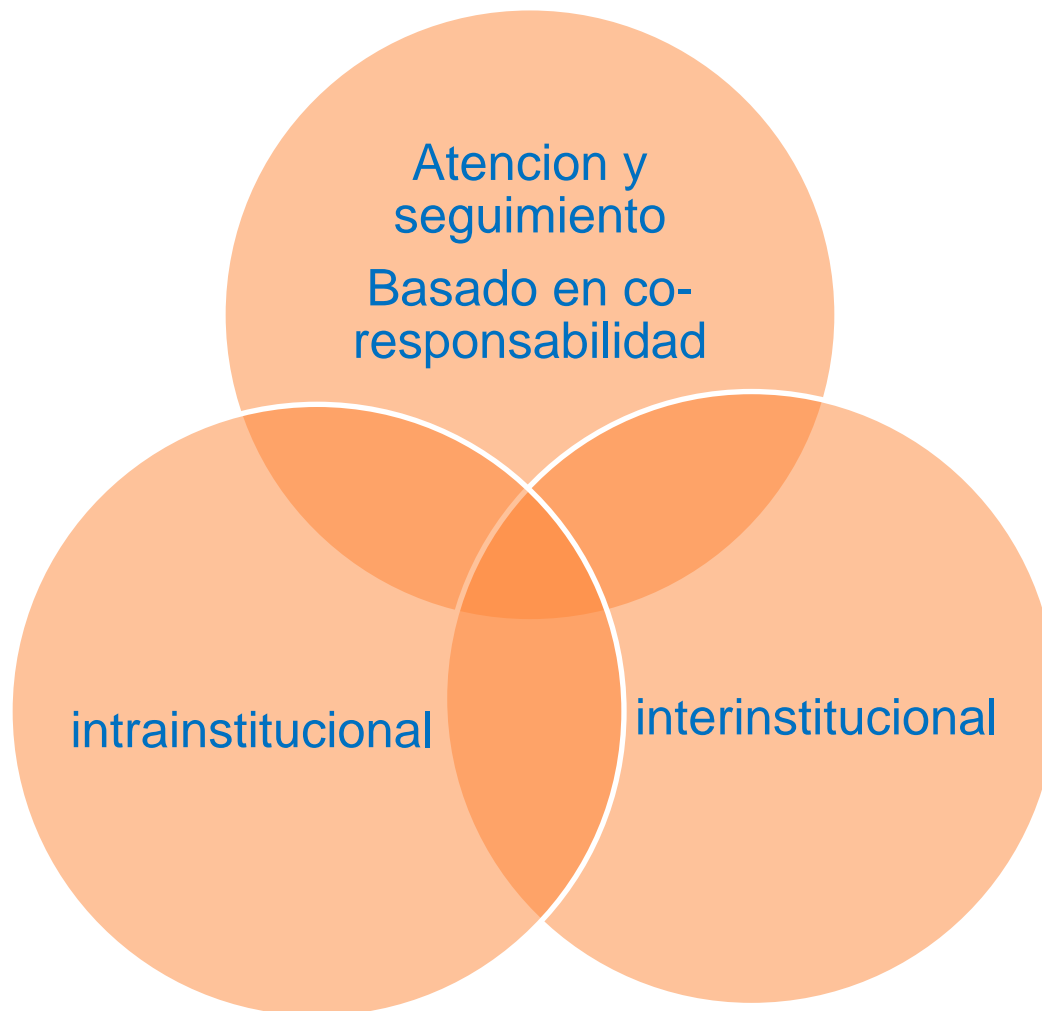 Atencion y
seguimiento
Basado en co-
responsabilidad
intrainstitucional
interinstitucional